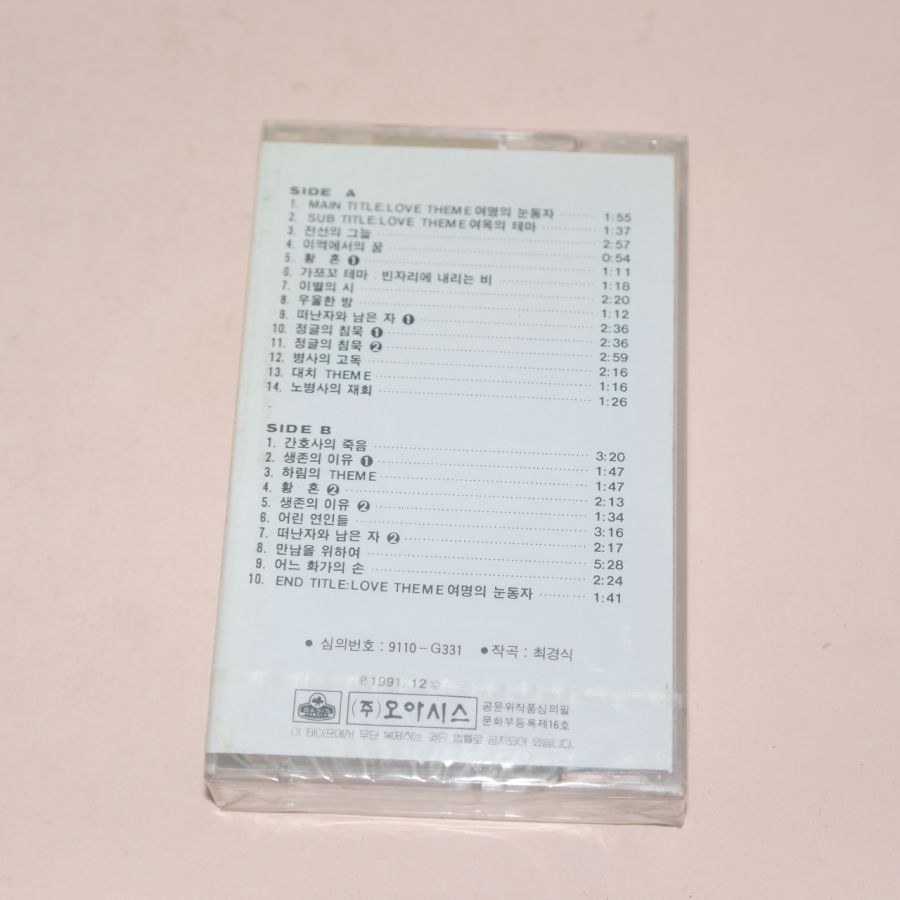 SIDE A
1. MAIN TITLE:LOVE THEME 여명의 눈동자 ········ 1:55
2. SUB TITLE:LOVE THEME 여옥의 테마 ········ 1:37
3. 전선의 그늘 ········ 2:57
4. 이역에서의 꿈 ········ 0:54
5. 황 혼 ❶ ········ 1:11
6. 가쯔꼬 테마 : 빈자리에 내리는 비 ········ 1:18
7. 이별의 시 ········ 2:20
8. 우울한 방 ········ 1:12
9. 떠난자와 남은 자 ❶ ········ 2:36
10. 정글의 침묵 ❶ ········ 2:36
11. 정글의 침묵 ❷ ········ 2:59
12. 병사의 고독 ········ 2:16
13. 대치 THEME ········ 1:16
14. 노병사의 재회 ········ 1:26
SIDE B
1. 간호사의 죽음 ········ 3:20
2. 생존의 이유 ❶ ········ 1:47
3. 하림의 THEME ········ 1:47
4. 황 혼 ❷ ········ 2:13
5. 생존의 이유 ❷ ········ 1:34
6. 어린 연인들 ········ 3:16
7. 떠난자와 남은 자 ❷ ········ 2:17
8. 만남을 위하여 ········ 5:28
9. 어느 화가의 손 ········ 2:24
10. END TITLE:LOVE THEME 여명의 눈동자 ········ 1:41
● 심의번호 : 9110-G331 ● 작곡 : 최경식
℗1991. 12 ©
OASIS
(주)오아시스
공윤위작품심의필
문화부등록제16호
이 테이프에서 무단 복제하는 것은 법률로 금지되어 있습니다.